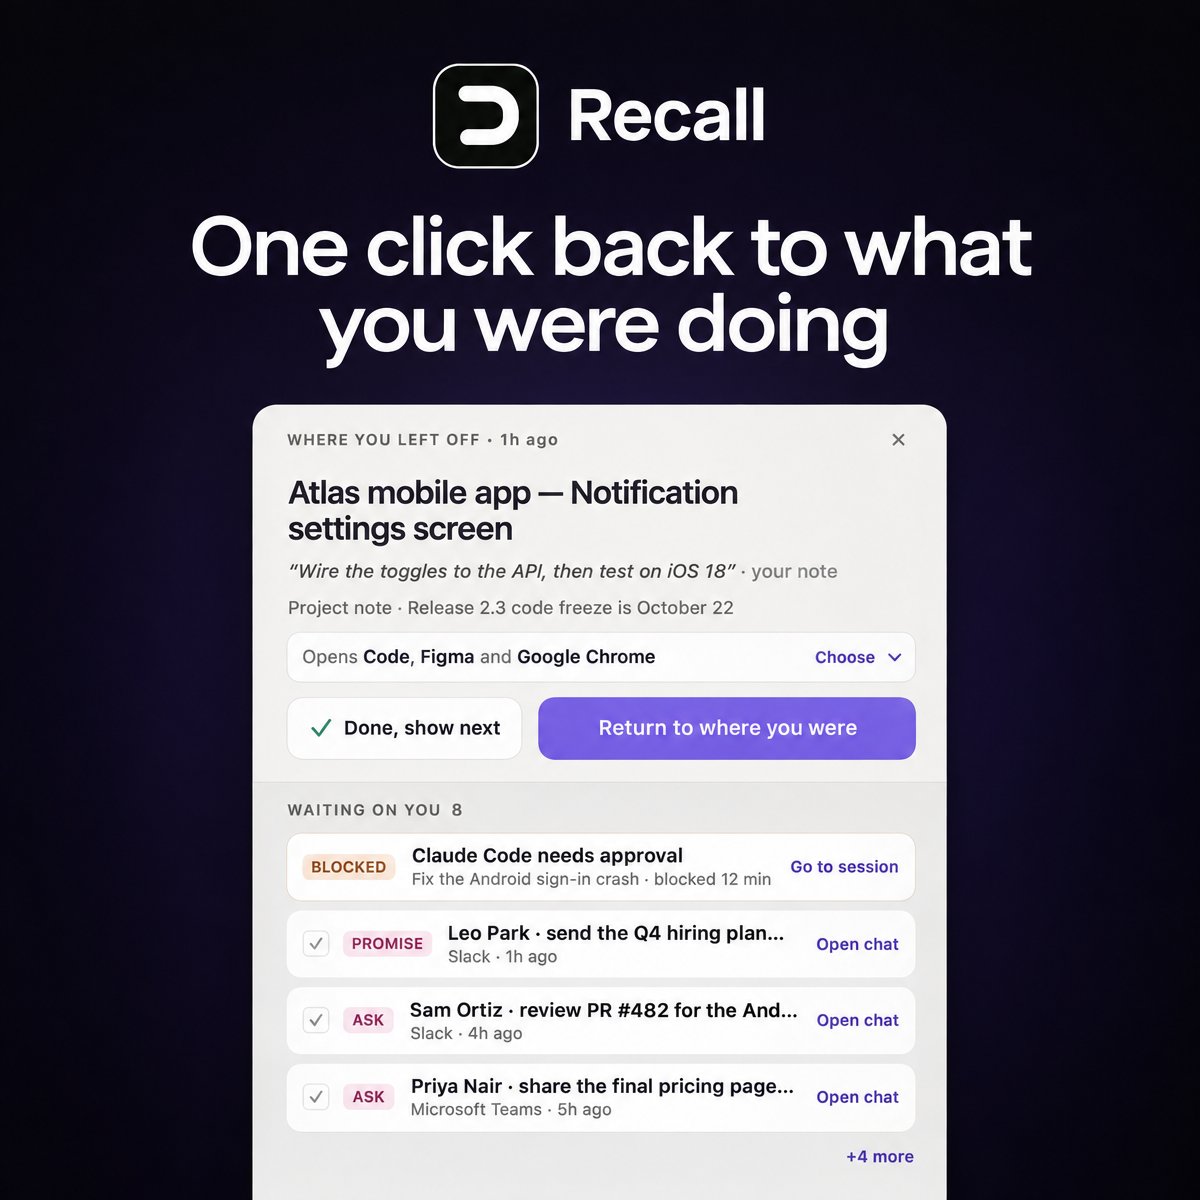 Recall
One click back to what
you were doing
WHERE YOU LEFT OFF · 1h ago
Atlas mobile app — Notification
settings screen
“Wire the toggles to the API, then test on iOS 18” · your note
Project note · Release 2.3 code freeze is October 22
Opens Code, Figma and Google Chrome Choose
Done, show next Return to where you were
WAITING ON YOU 8
BLOCKED Claude Code needs approval Go to session
Fix the Android sign-in crash · blocked 12 min
PROMISE Leo Park · send the Q4 hiring plan... Open chat
Slack · 1h ago
ASK Sam Ortiz · review PR #482 for the And... Open chat
Slack · 4h ago
ASK Priya Nair · share the final pricing page... Open chat
Microsoft Teams · 5h ago
+4 more